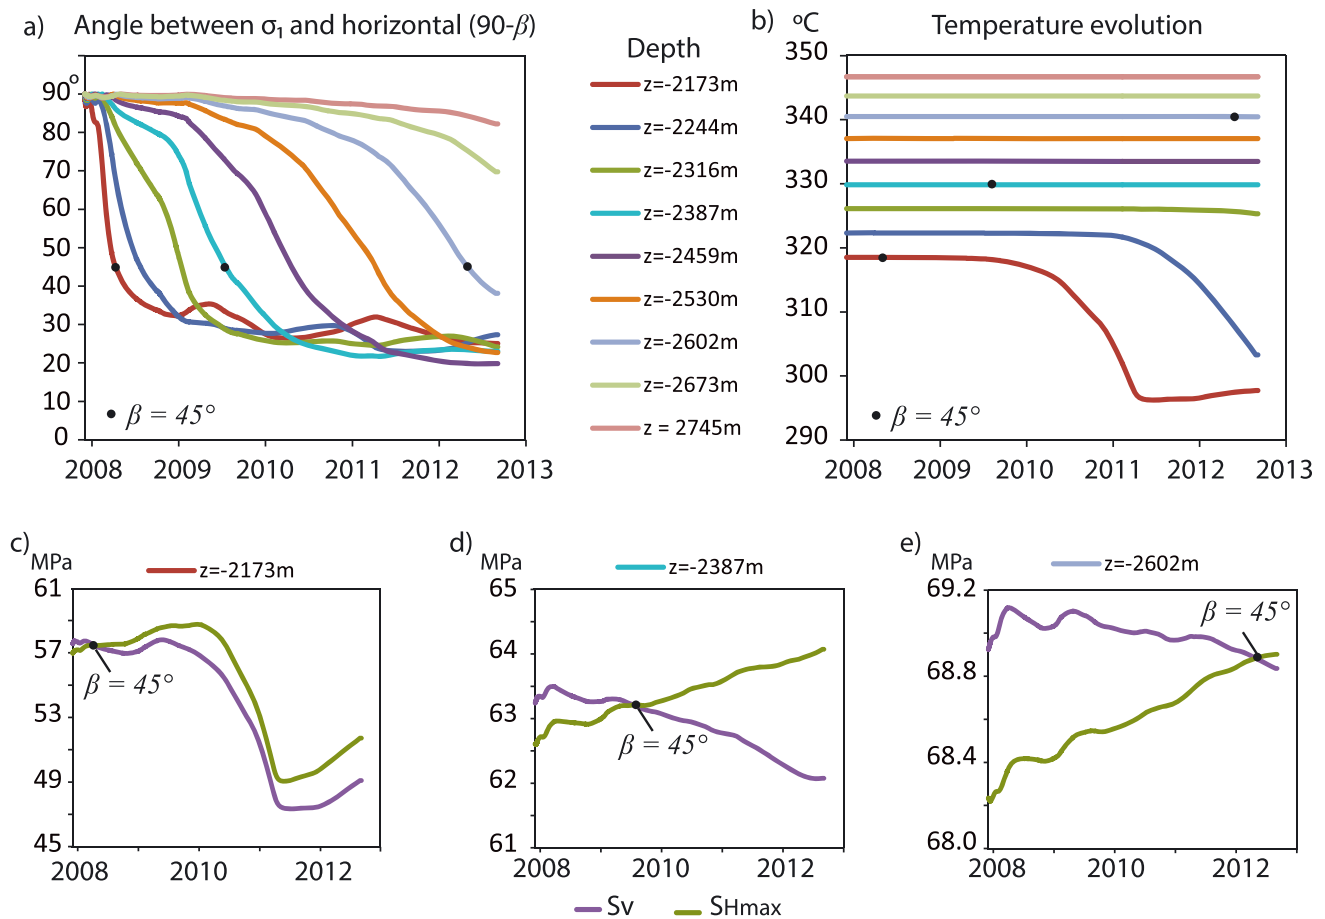 a) Angle between σ₁ and horizontal (90-β)
90°
80
70
60
50
40
30
20
10
0
β = 45°
2008 2009 2010 2011 2012 2013
Depth
z=-2173m
z=-2244m
z=-2316m
z=-2387m
z=-2459m
z=-2530m
z=-2602m
z=-2673m
z = 2745m
b) ºC Temperature evolution
350
340
330
320
310
300
290
β = 45°
2008 2009 2010 2011 2012 2013
c)
MPa
z=-2173m
61
57
53
49
45
β = 45°
2008 2010 2012
d)
MPa
z=-2387m
65
64
63
62
61
β = 45°
2008 2010 2012
e)
MPa
z=-2602m
69.2
68.8
68.4
68.0
β = 45°
2008 2010 2012
Sv SHmax